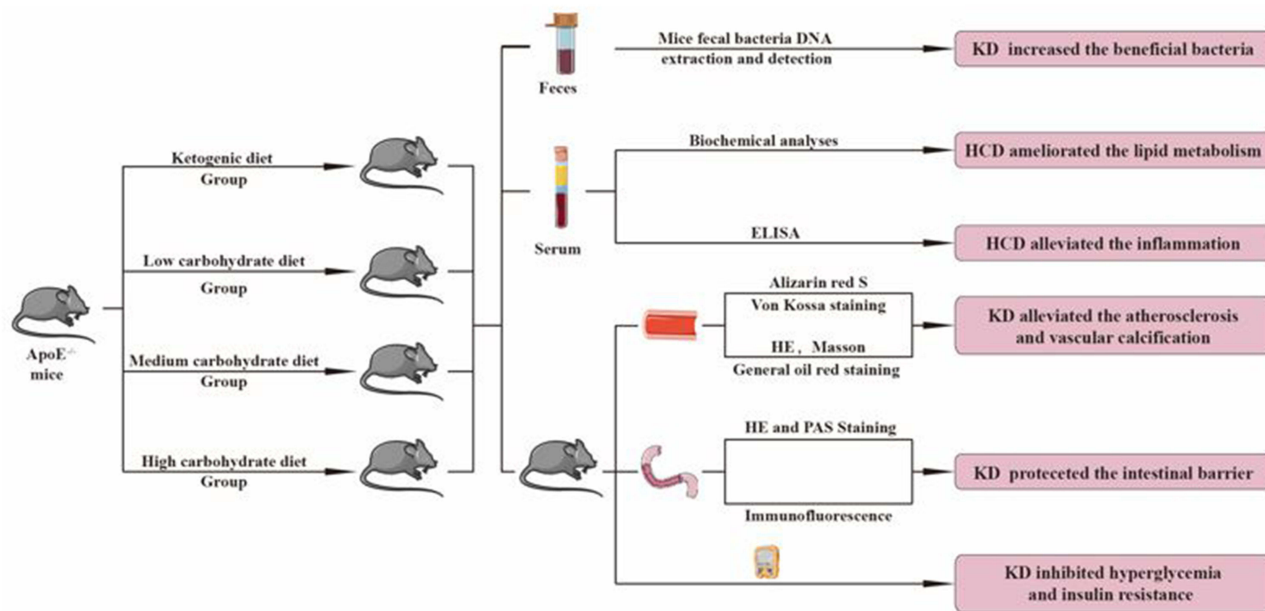 ApoE-/-
mice
Ketogenic diet
Group
Low carbohydrate diet
Group
Medium carbohydrate diet
Group
High carbohydrate diet
Group
Feces
Mice fecal bacteria DNA
extraction and detection
KD increased the beneficial bacteria
Serum
Biochemical analyses
HCD ameliorated the lipid metabolism
ELISA
HCD alleviated the inflammation
Alizarin red S
Von Kossa staining
HE, Masson
General oil red staining
KD alleviated the atherosclerosis
and vascular calcification
HE and PAS Staining
Immunofluorescence
KD proteceted the intestinal barrier
KD inhibited hyperglycemia
and insulin resistance